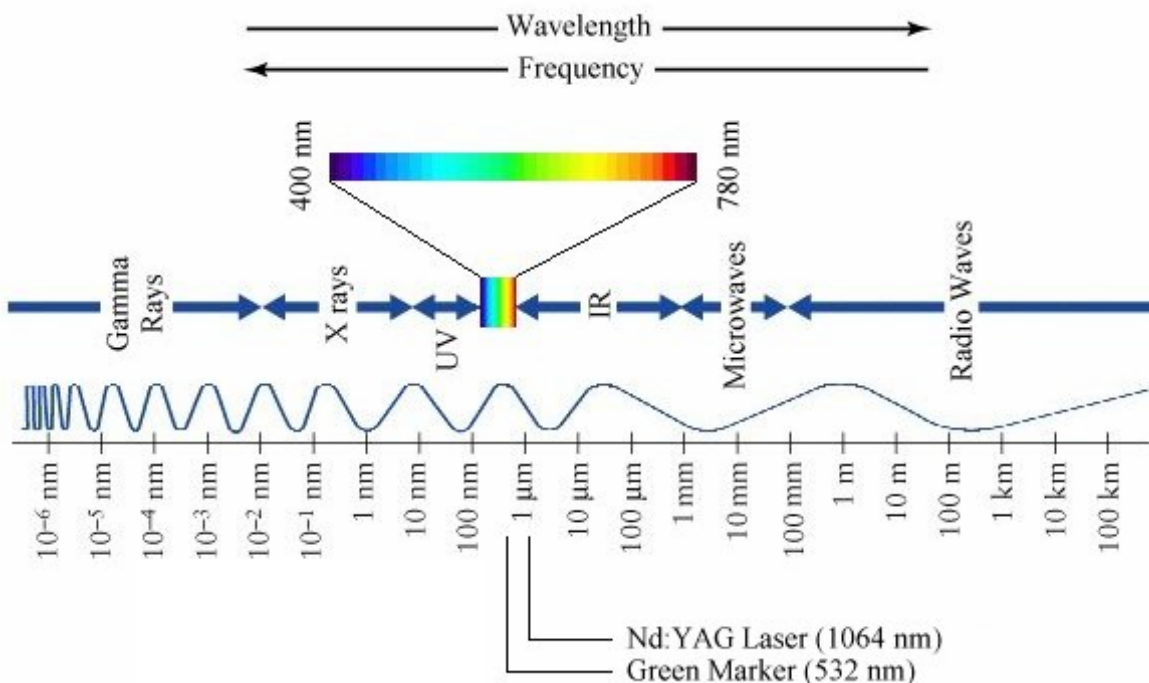 Wavelength
Frequency
400 nm
780 nm
Gamma
Rays
X rays
UV
IR
Microwaves
Radio Waves
10⁻⁶ nm
10⁻⁵ nm
10⁻⁴ nm
10⁻³ nm
10⁻² nm
10⁻¹ nm
1 nm
10 nm
100 nm
1 μm
10 μm
100 μm
1 mm
10 mm
100 mm
1 m
10 m
100 m
1 km
10 km
100 km
Nd:YAG Laser (1064 nm)
Green Marker (532 nm)